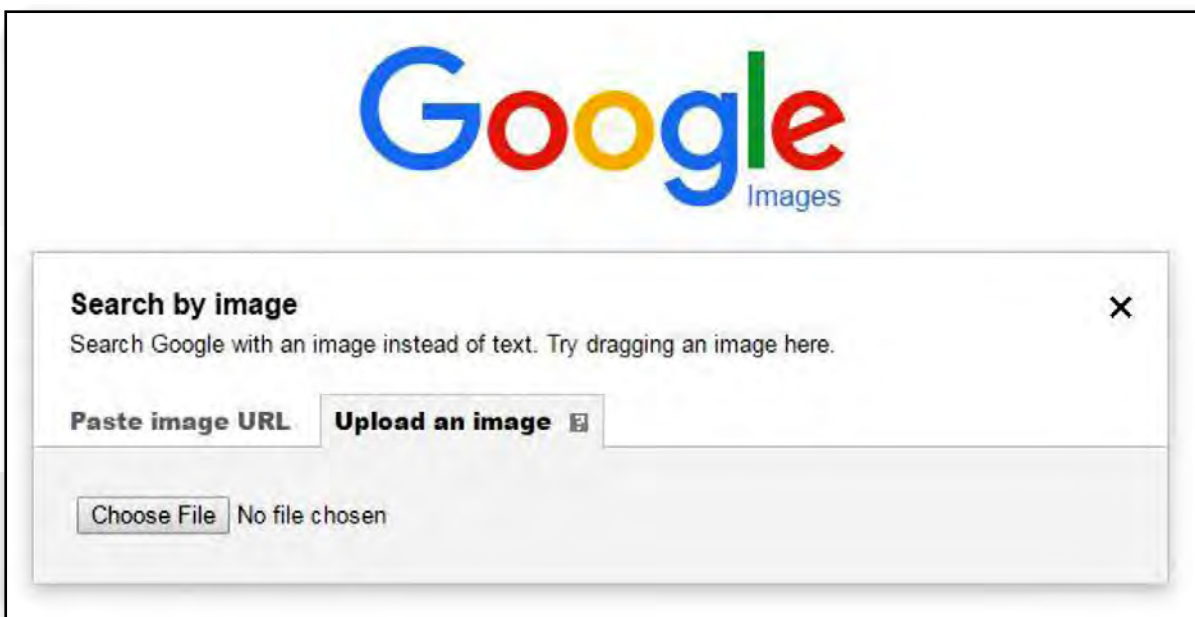 Google
Images
Search by image
Search Google with an image instead of text. Try dragging an image here.
Paste image URL
Upload an image ?
Choose File No file chosen